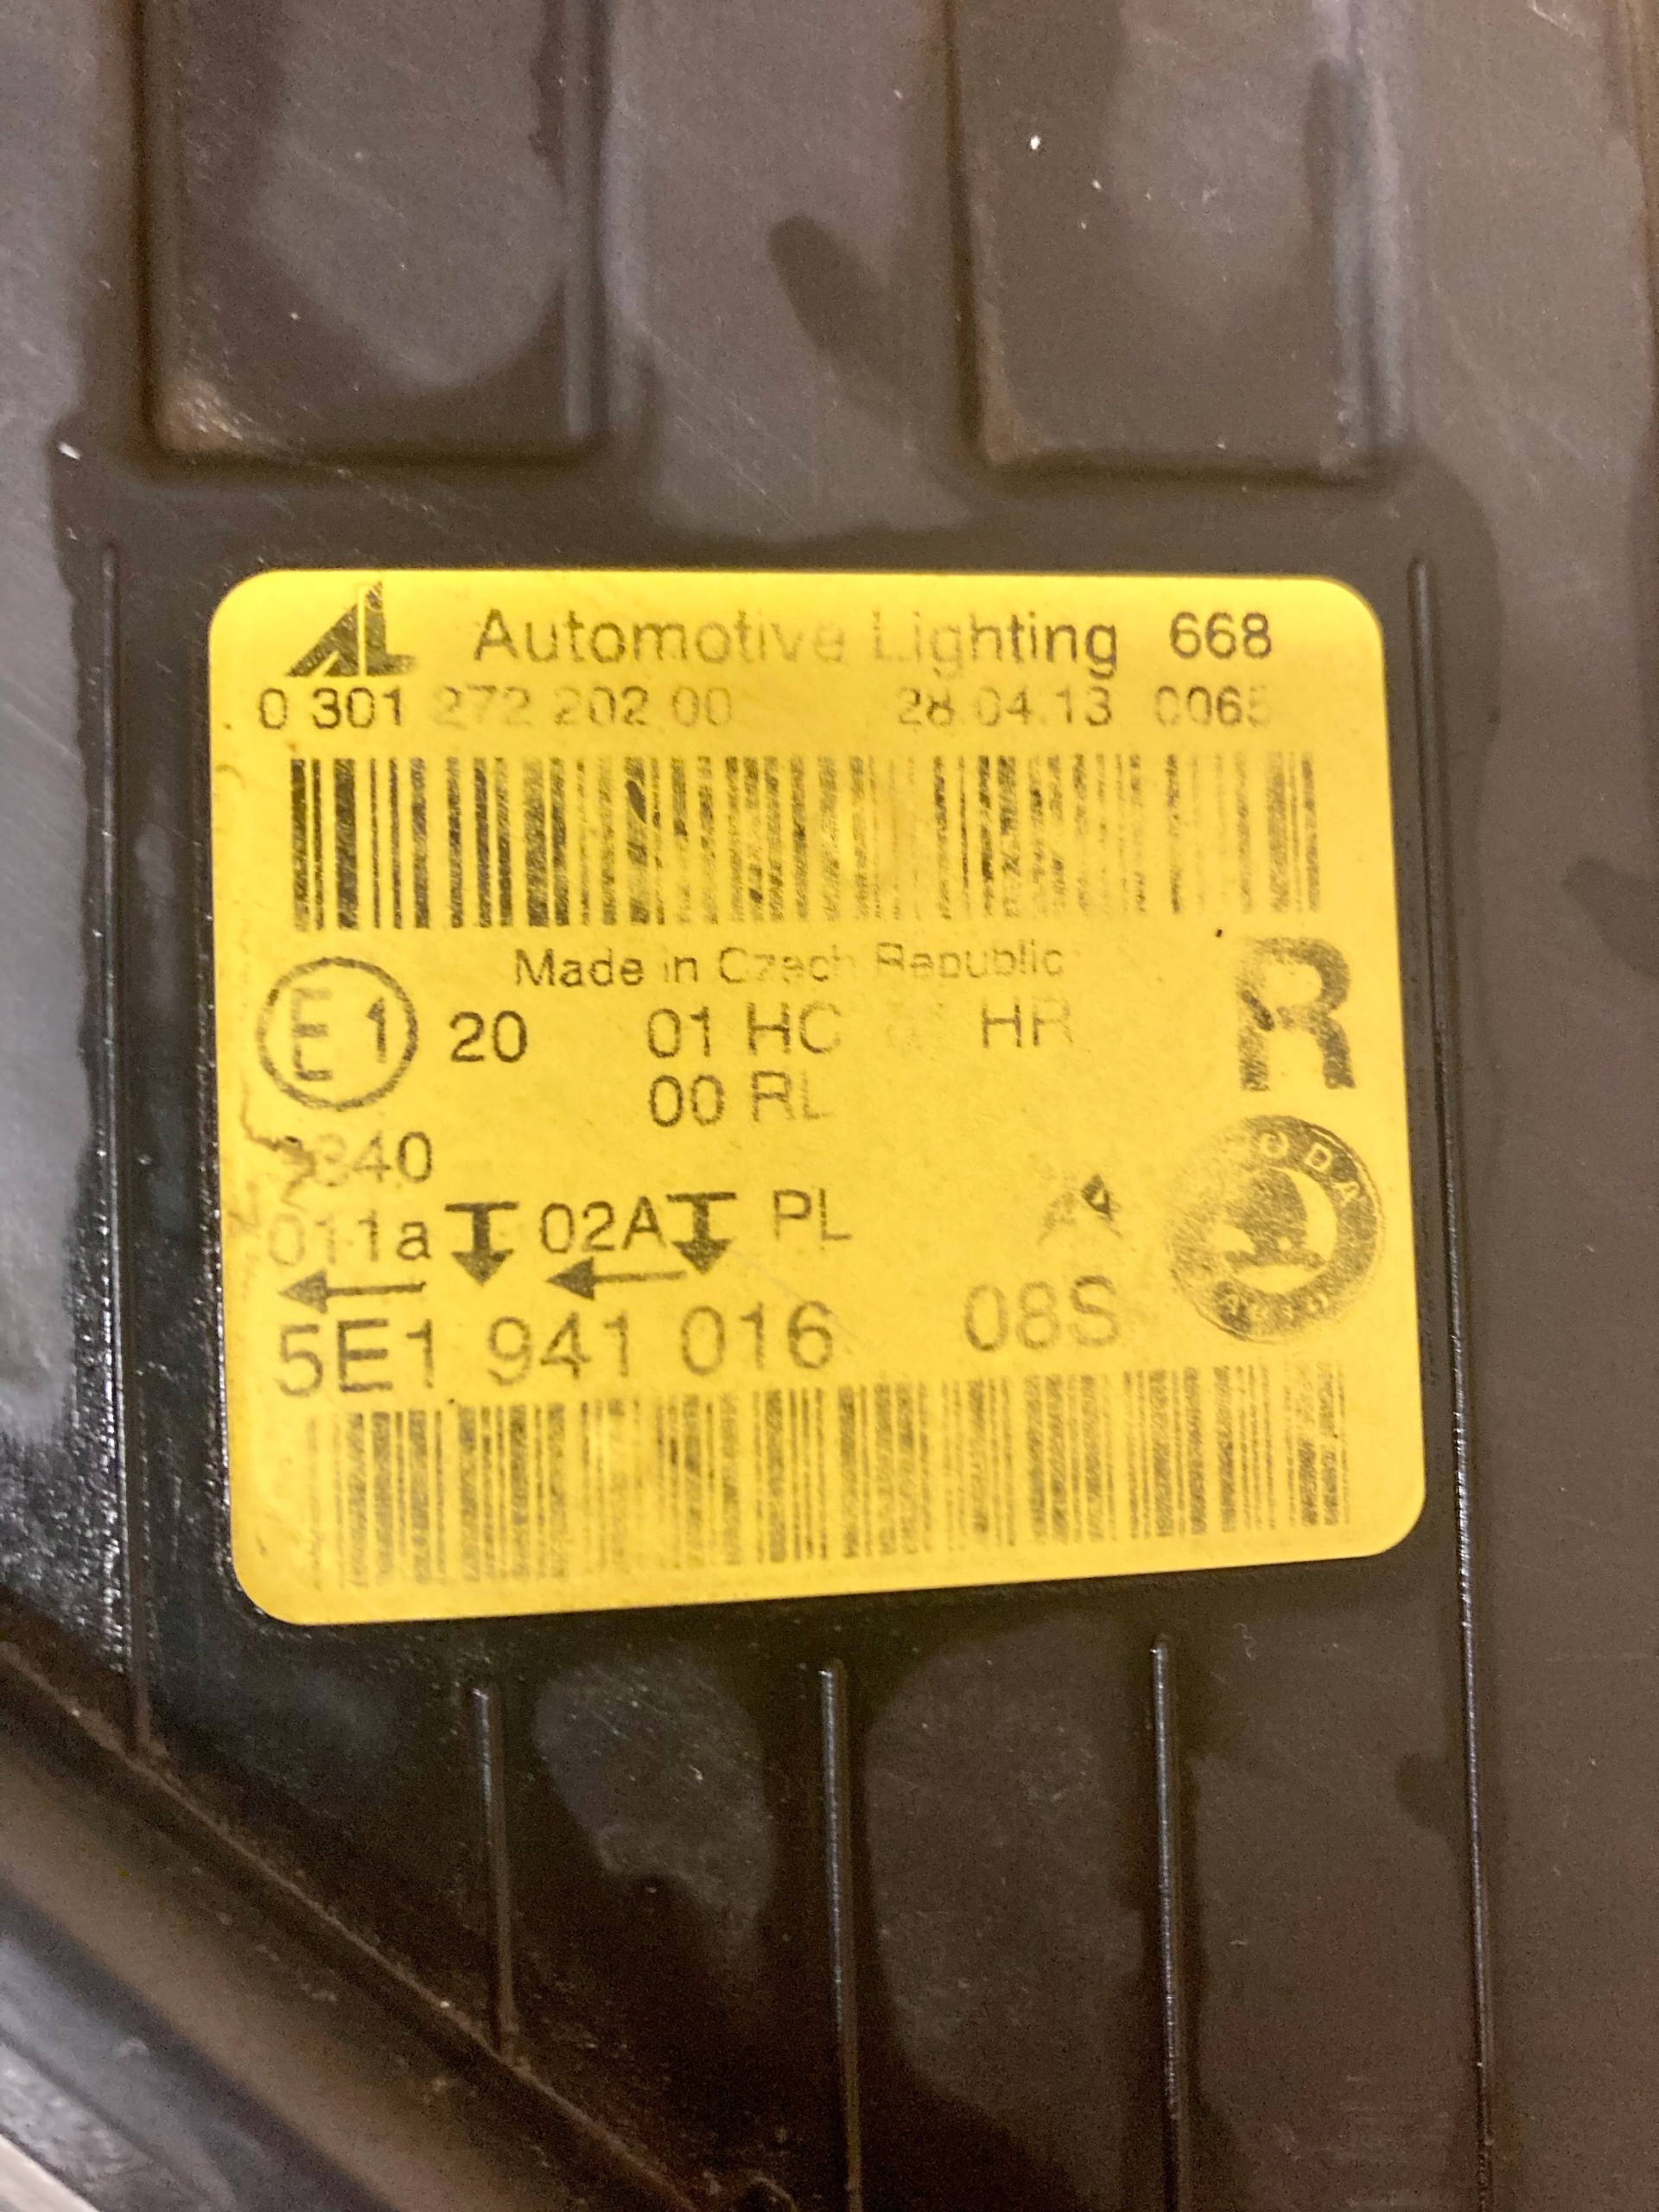 AL Automotive Lighting 668
0 301 272 202 00 28.04.13 0065
Made in Czech Republic
E1 20 01 HC HR R
00 RL
011a 02A PL
5E1 941 016 08S